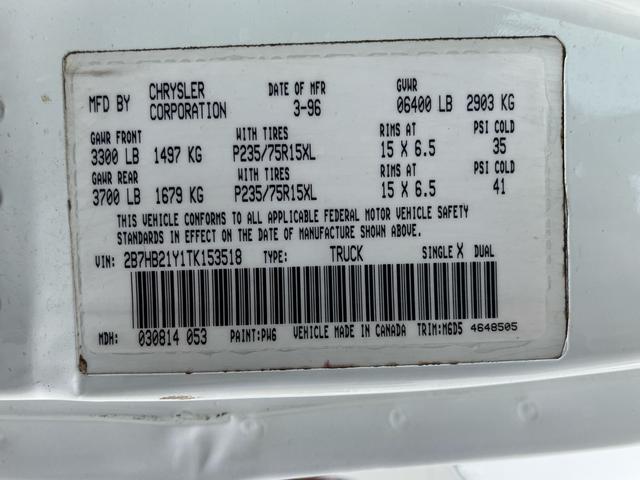 MFD BY CHRYSLER CORPORATION DATE OF MFR 3-96 GVWR 06400 LB 2903 KG
GAWR FRONT WITH TIRES RIMS AT PSI COLD
3300 LB 1497 KG P235/75R15XL 15 X 6.5 35
GAWR REAR WITH TIRES RIMS AT PSI COLD
3700 LB 1679 KG P235/75R15XL 15 X 6.5 41
THIS VEHICLE CONFORMS TO ALL APPLICABLE FEDERAL MOTOR VEHICLE SAFETY
STANDARDS IN EFFECT ON THE DATE OF MANUFACTURE SHOWN ABOVE.
VIN: 2B7HB21Y1TK153518 TYPE: TRUCK SINGLE X DUAL
MDH: 030814 053 PAINT:PW6 VEHICLE MADE IN CANADA TRIM:M6D5 4648505